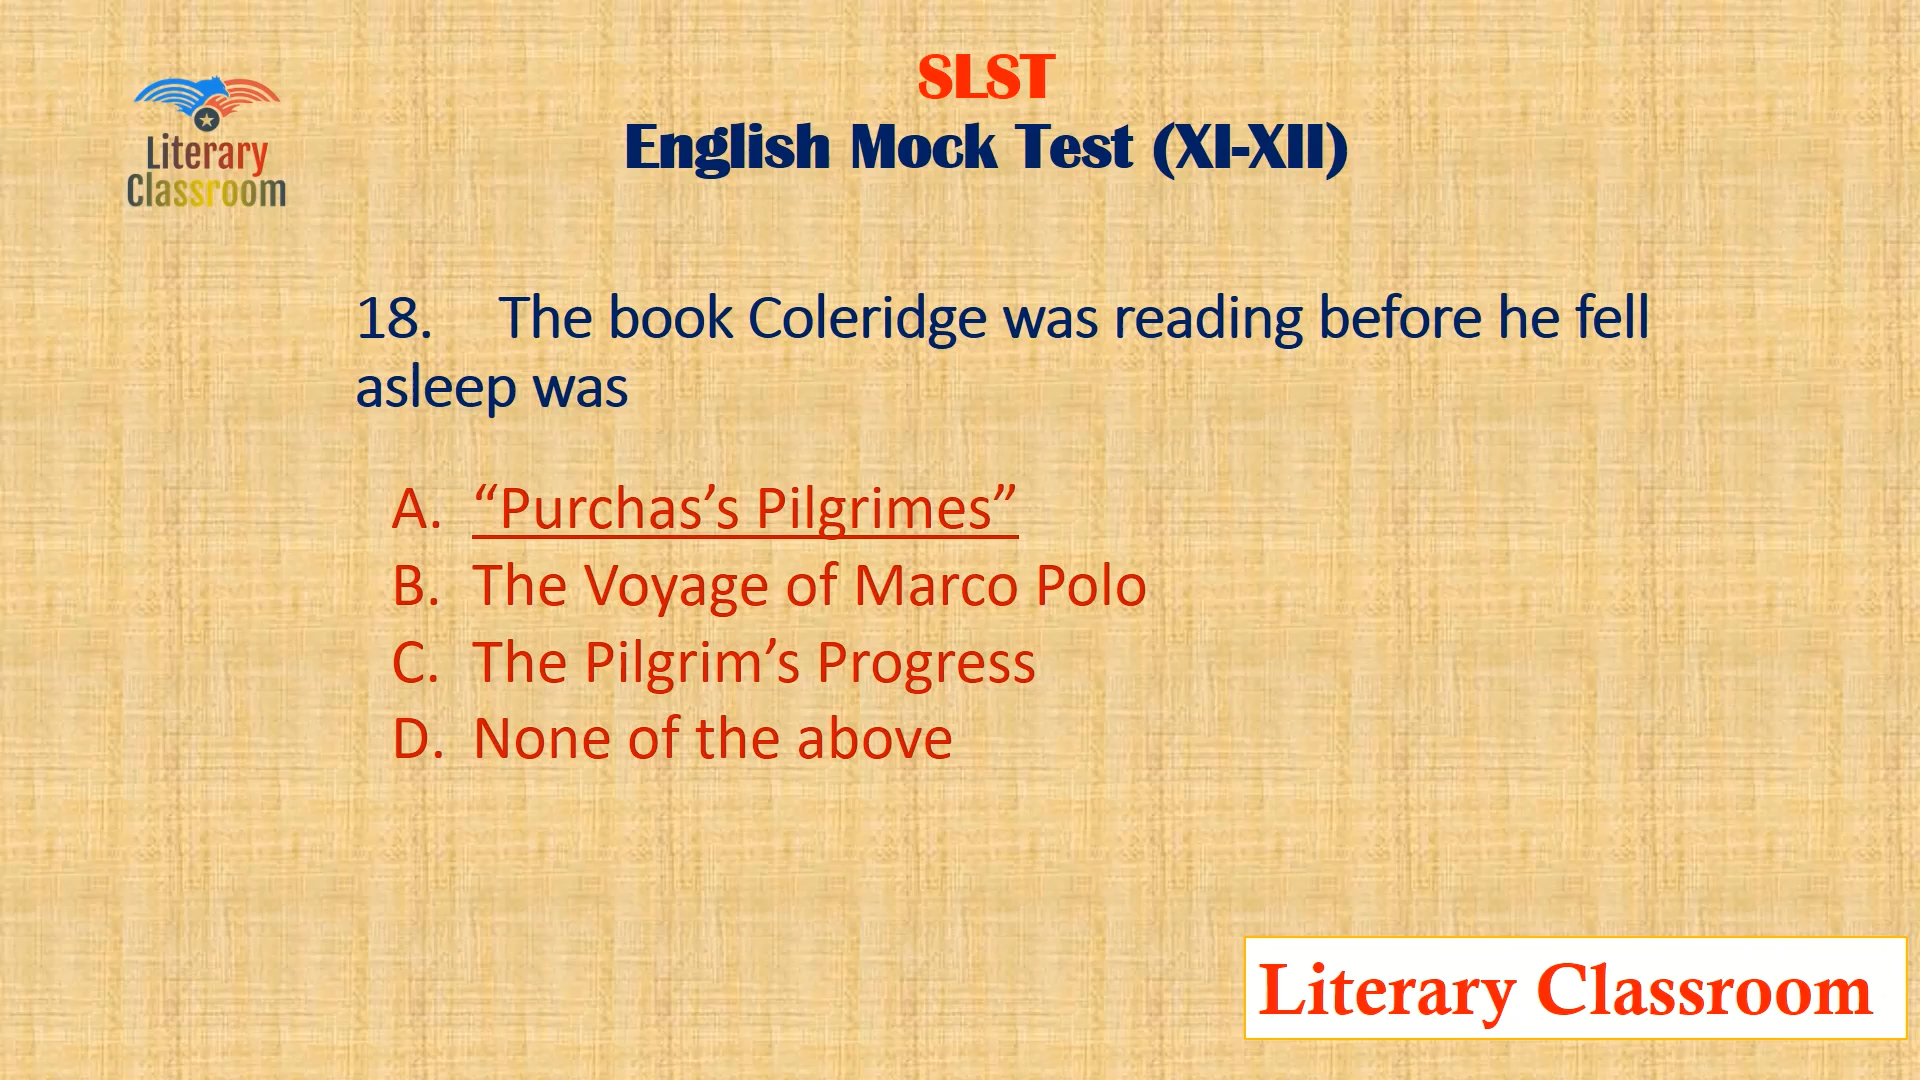 SLST
English Mock Test (XI-XII)
Literary
Classroom
18. The book Coleridge was reading before he fell
asleep was
A. “Purchas’s Pilgrimes”
B. The Voyage of Marco Polo
C. The Pilgrim’s Progress
D. None of the above
Literary Classroom